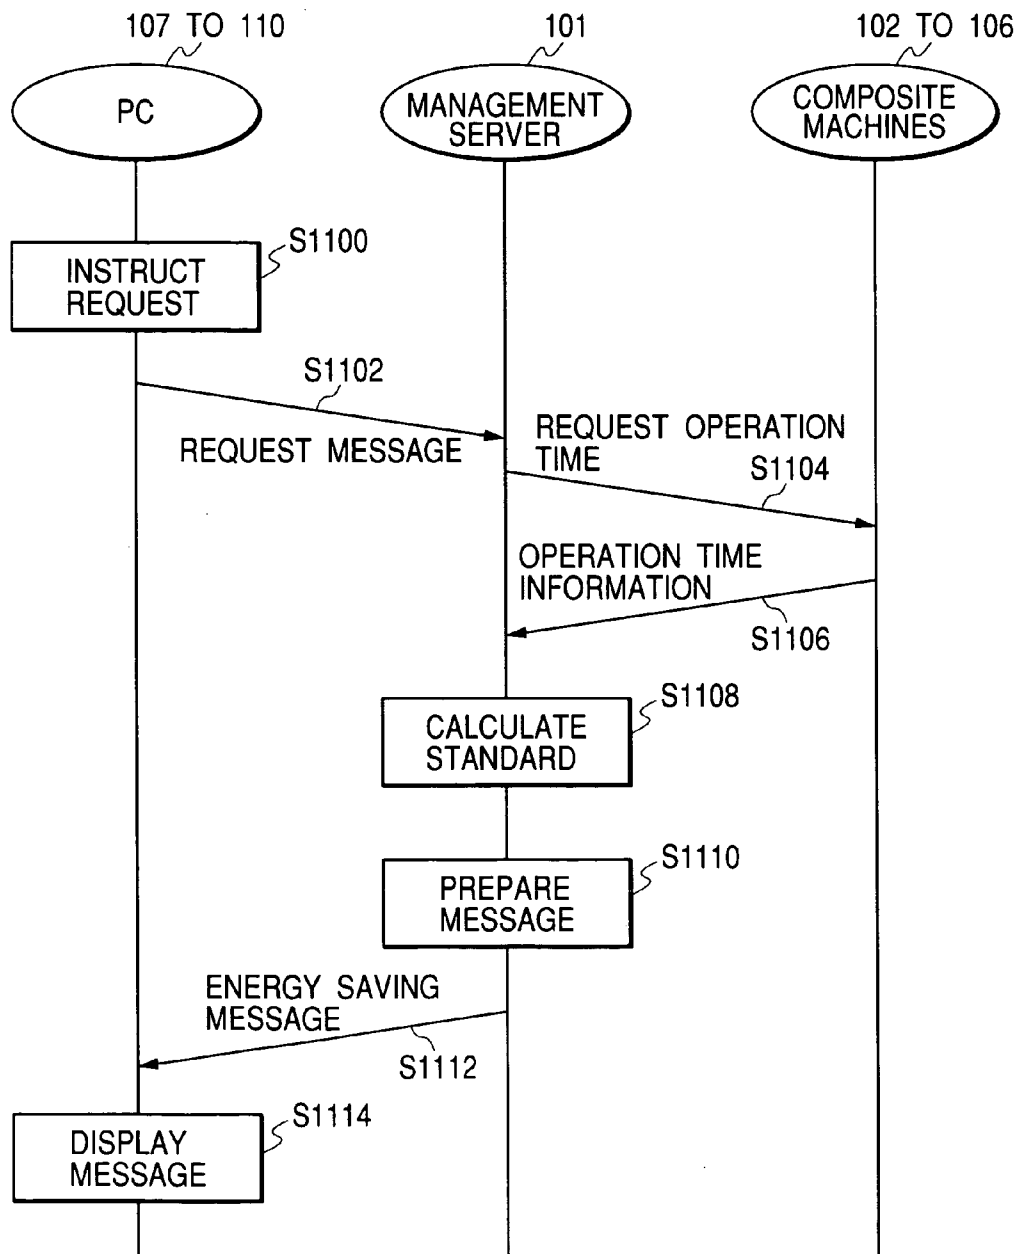 107 TO 110
101
102 TO 106
PC
MANAGEMENT
SERVER
COMPOSITE
MACHINES
S1100
INSTRUCT
REQUEST
S1102
REQUEST MESSAGE
REQUEST OPERATION
TIME
S1104
OPERATION TIME
INFORMATION
S1106
S1108
CALCULATE
STANDARD
S1110
PREPARE
MESSAGE
ENERGY SAVING
MESSAGE
S1112
S1114
DISPLAY
MESSAGE